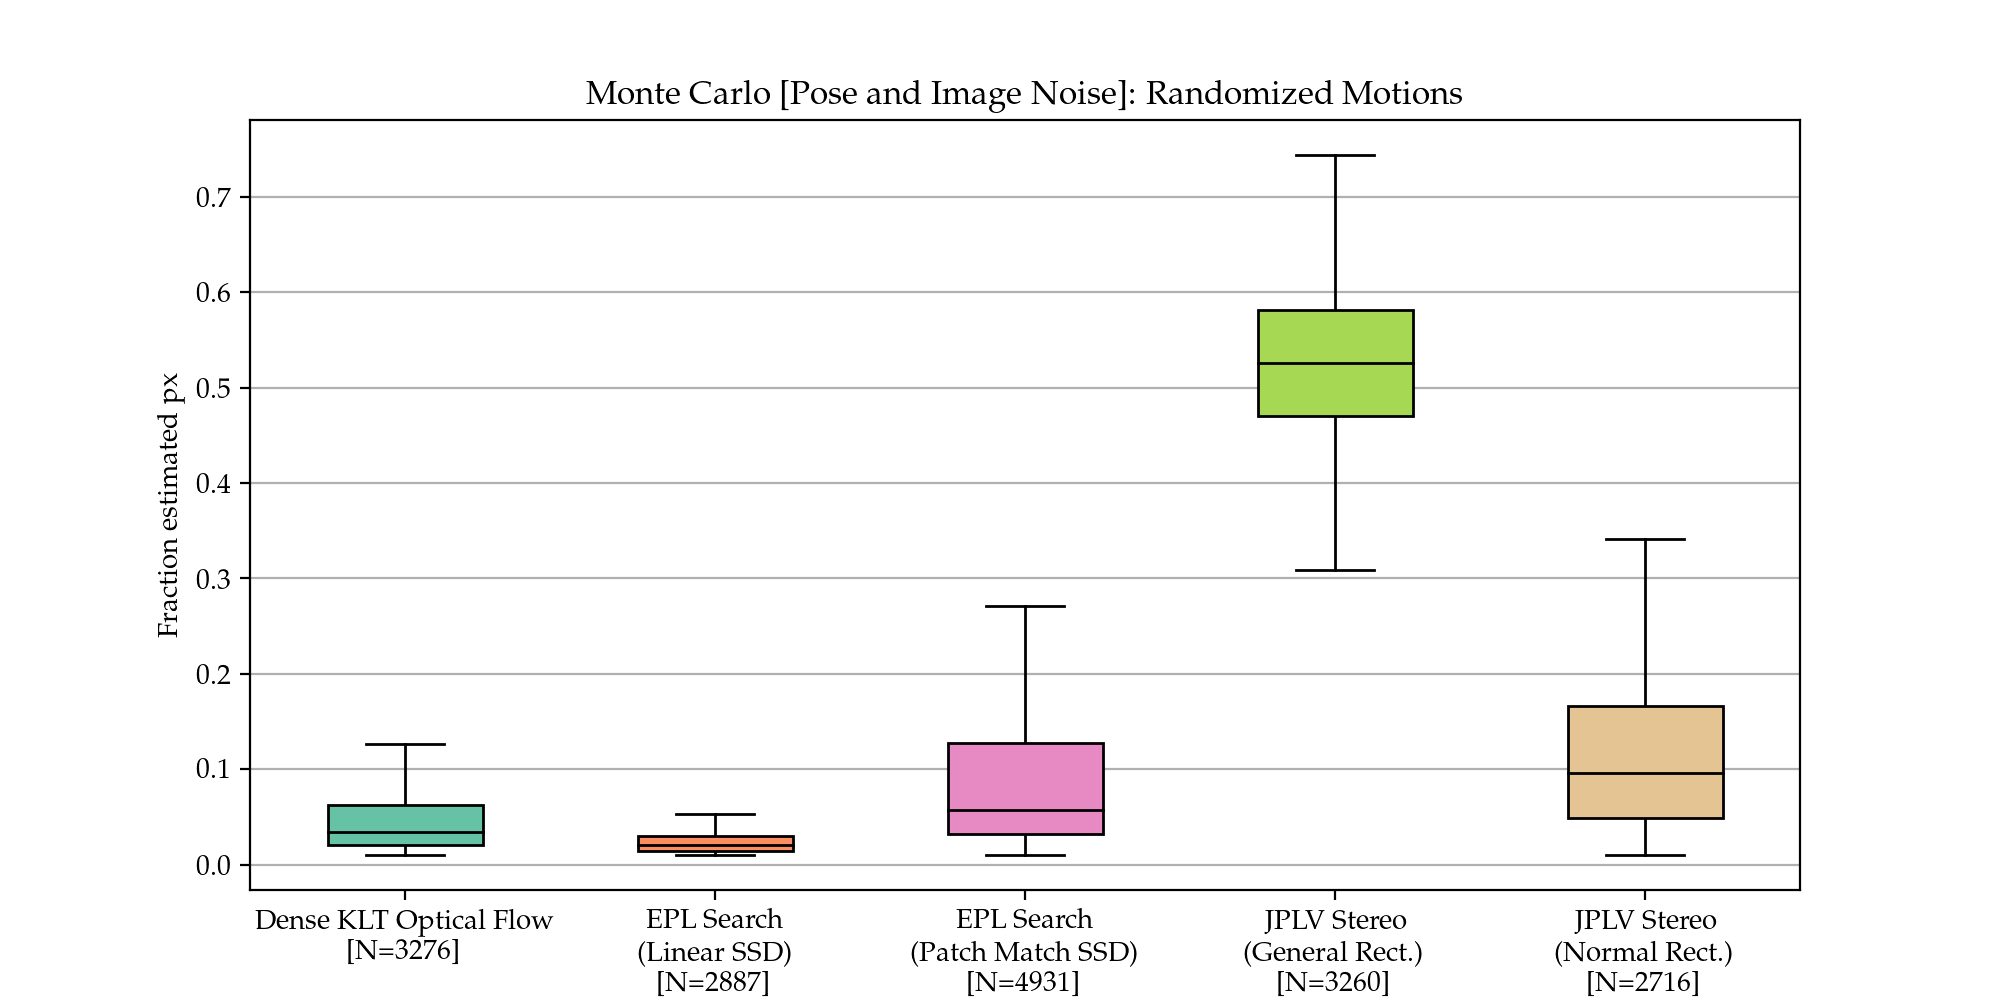 Monte Carlo [Pose and Image Noise]: Randomized Motions
Fraction estimated px
0.7
0.6
0.5
0.4
0.3
0.2
0.1
0.0
Dense KLT Optical Flow
[N=3276]
EPL Search
(Linear SSD)
[N=2887]
EPL Search
(Patch Match SSD)
[N=4931]
JPLV Stereo
(General Rect.)
[N=3260]
JPLV Stereo
(Normal Rect.)
[N=2716]